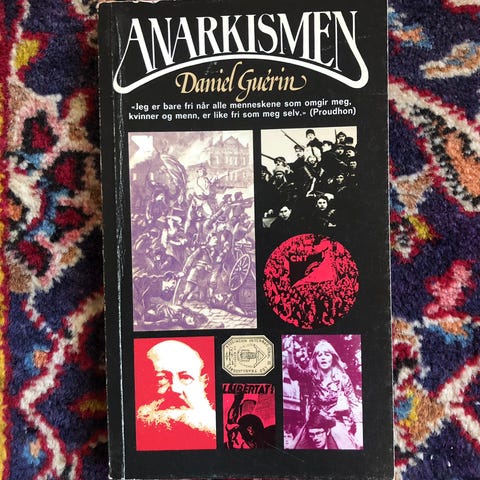 ANARKISMEN
Daniel Guérin
-Jeg er bare fri når alle menneskene som omgir meg,
kvinner og menn, er like fri som meg selv.- (Proudhon)
CNT
LLIBERTAT!